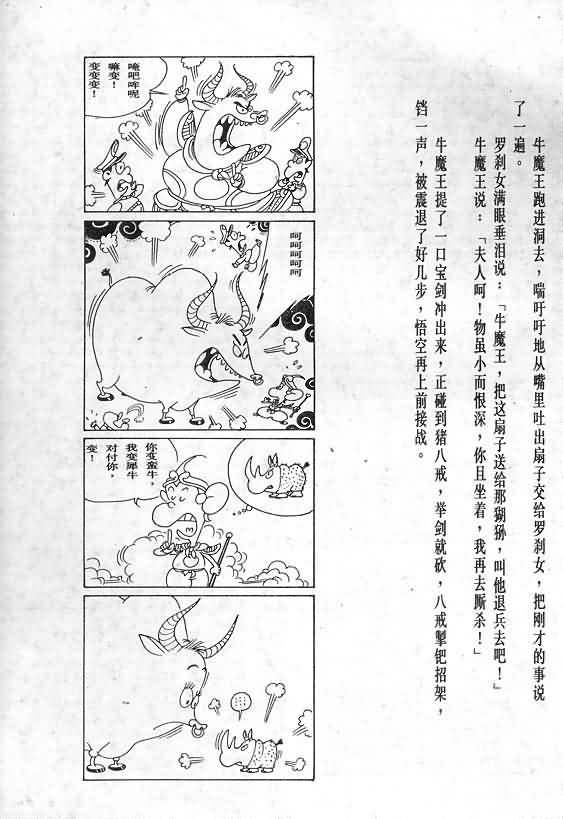 牛魔王跑进洞去，喘吁吁地从嘴里吐出扇子交给罗刹女，把刚才的事说
了一遍。
罗刹女满眼垂泪说：「牛魔王，把这扇子送给那猢狲，叫他退兵去吧！」
牛魔王说：「夫人呵！物虽小而恨深，你且坐着，我再去厮杀！」
牛魔王提了一口宝剑冲出来，正碰到猪八戒，举剑就砍，八戒掣钯招架，
铛一声，被震退了好几步，悟空再上前接战。
唵吧哞呢
嘛变！
变变变！
呵呵呵呵呵
你变蛮牛，
我变犀牛
对付你，
变！